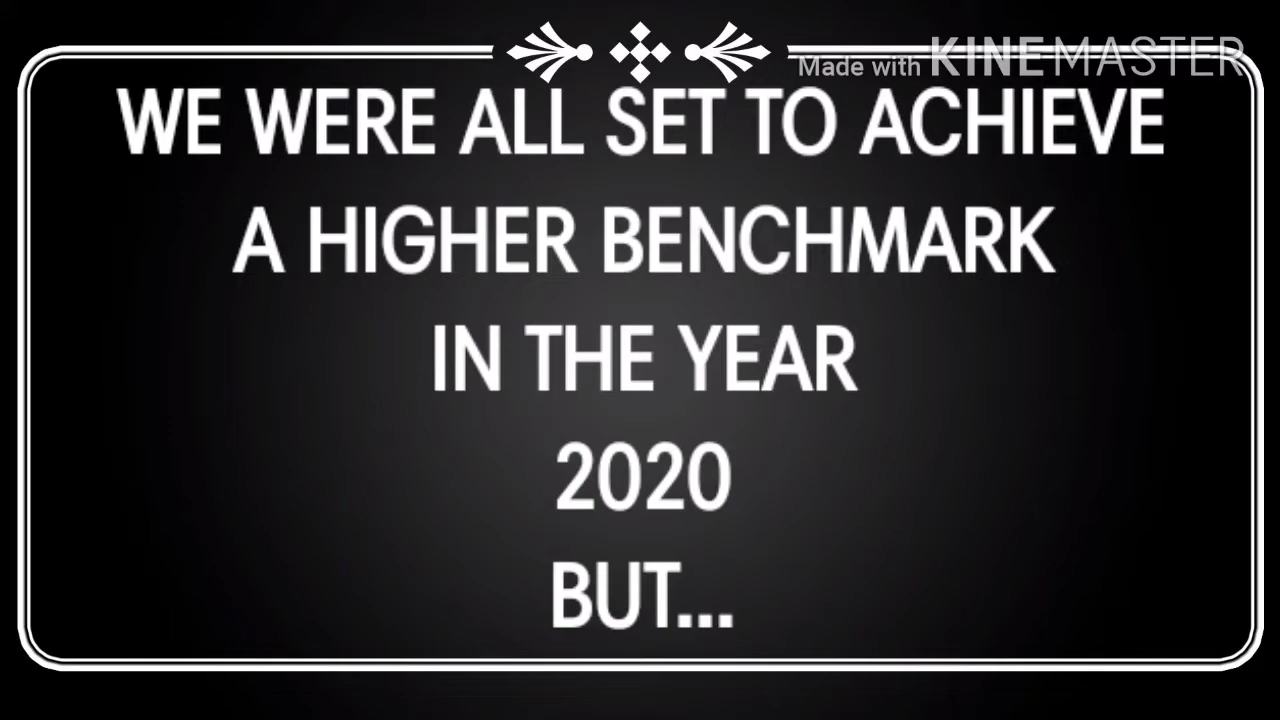 Made with KINEMASTER
WE WERE ALL SET TO ACHIEVE
A HIGHER BENCHMARK
IN THE YEAR
2020
BUT...